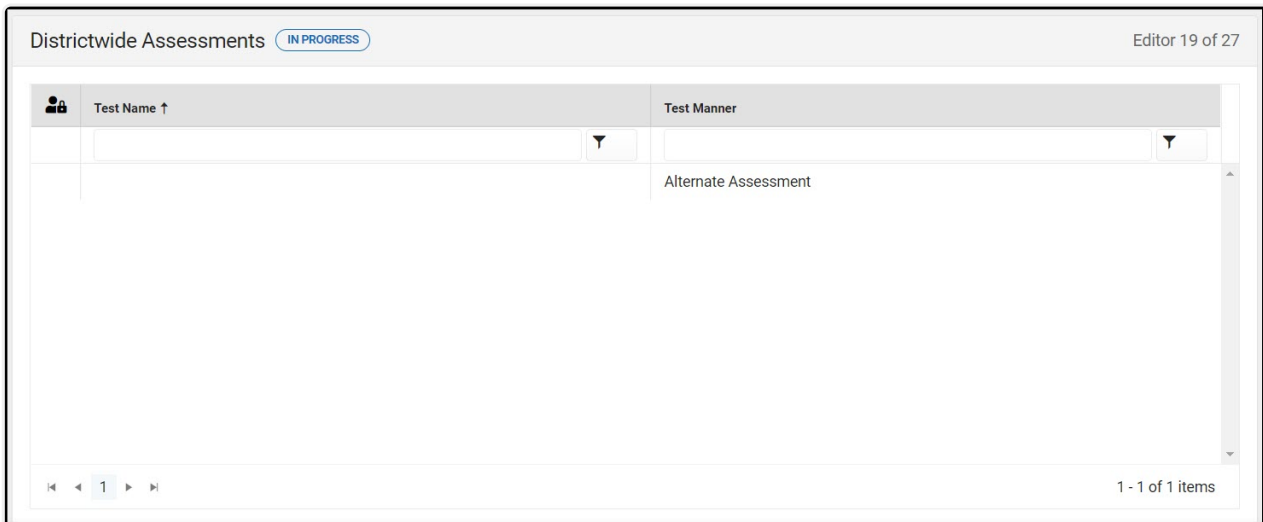 Districtwide Assessments IN PROGRESS Editor 19 of 27
Test Name ↑ Test Manner
Alternate Assessment
1 1 - 1 of 1 items